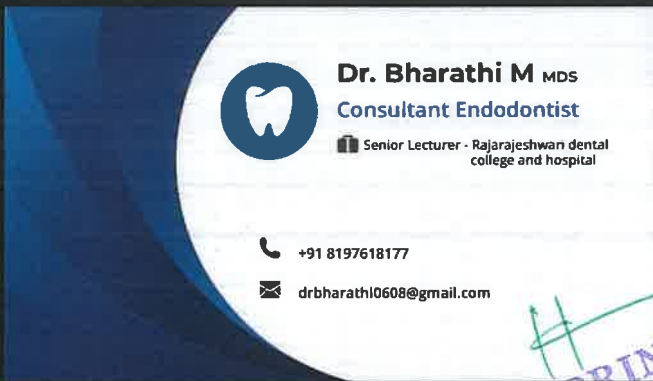 Dr. Bharathi M MDS
Consultant Endodontist
Senior Lecturer - Rajarajeshwari dental
college and hospital
+91 8197618177
drbharathi0608@gmail.com